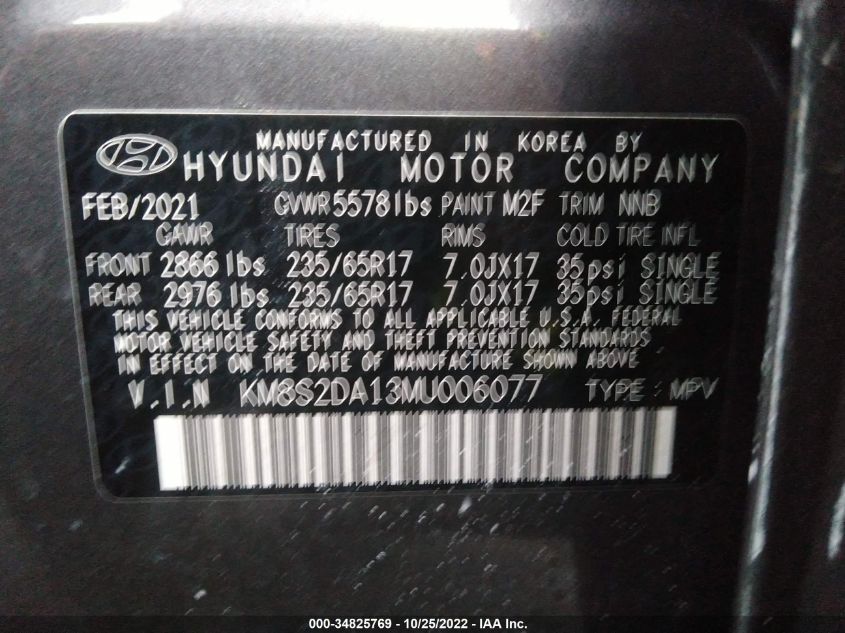 MANUFACTURED IN KOREA BY
HYUNDAI MOTOR COMPANY
FEB/2021 GVWR 5578 lbs PAINT M2F TRIM NNB
GAWR TIRES RIMS COLD TIRE INFL
FRONT 2866 lbs 235/65R17 7.0JX17 35psi SINGLE
REAR 2976 lbs 235/65R17 7.0JX17 35psi SINGLE
THIS VEHICLE CONFORMS TO ALL APPLICABLE U.S.A. FEDERAL
MOTOR VEHICLE SAFETY AND THEFT PREVENTION STANDARDS
IN EFFECT ON THE DATE OF MANUFACTURE SHOWN ABOVE
V.I.N KM8S2DA13MU006077 TYPE: MPV
000-34825769 - 10/25/2022 - IAA Inc.